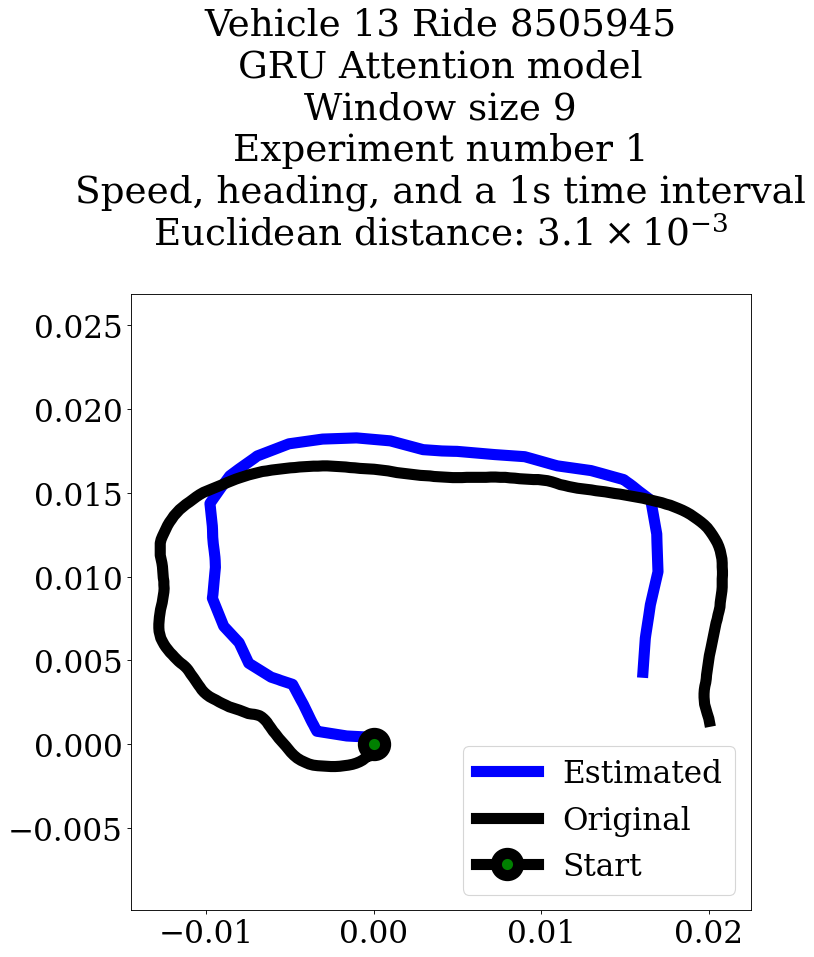 Vehicle 13 Ride 8505945
GRU Attention model
Window size 9
Experiment number 1
Speed, heading, and a 1s time interval
Euclidean distance: 3.1 × 10⁻³
0.025
0.020
0.015
0.010
0.005
0.000
−0.005
Estimated
Original
Start
−0.01 0.00 0.01 0.02